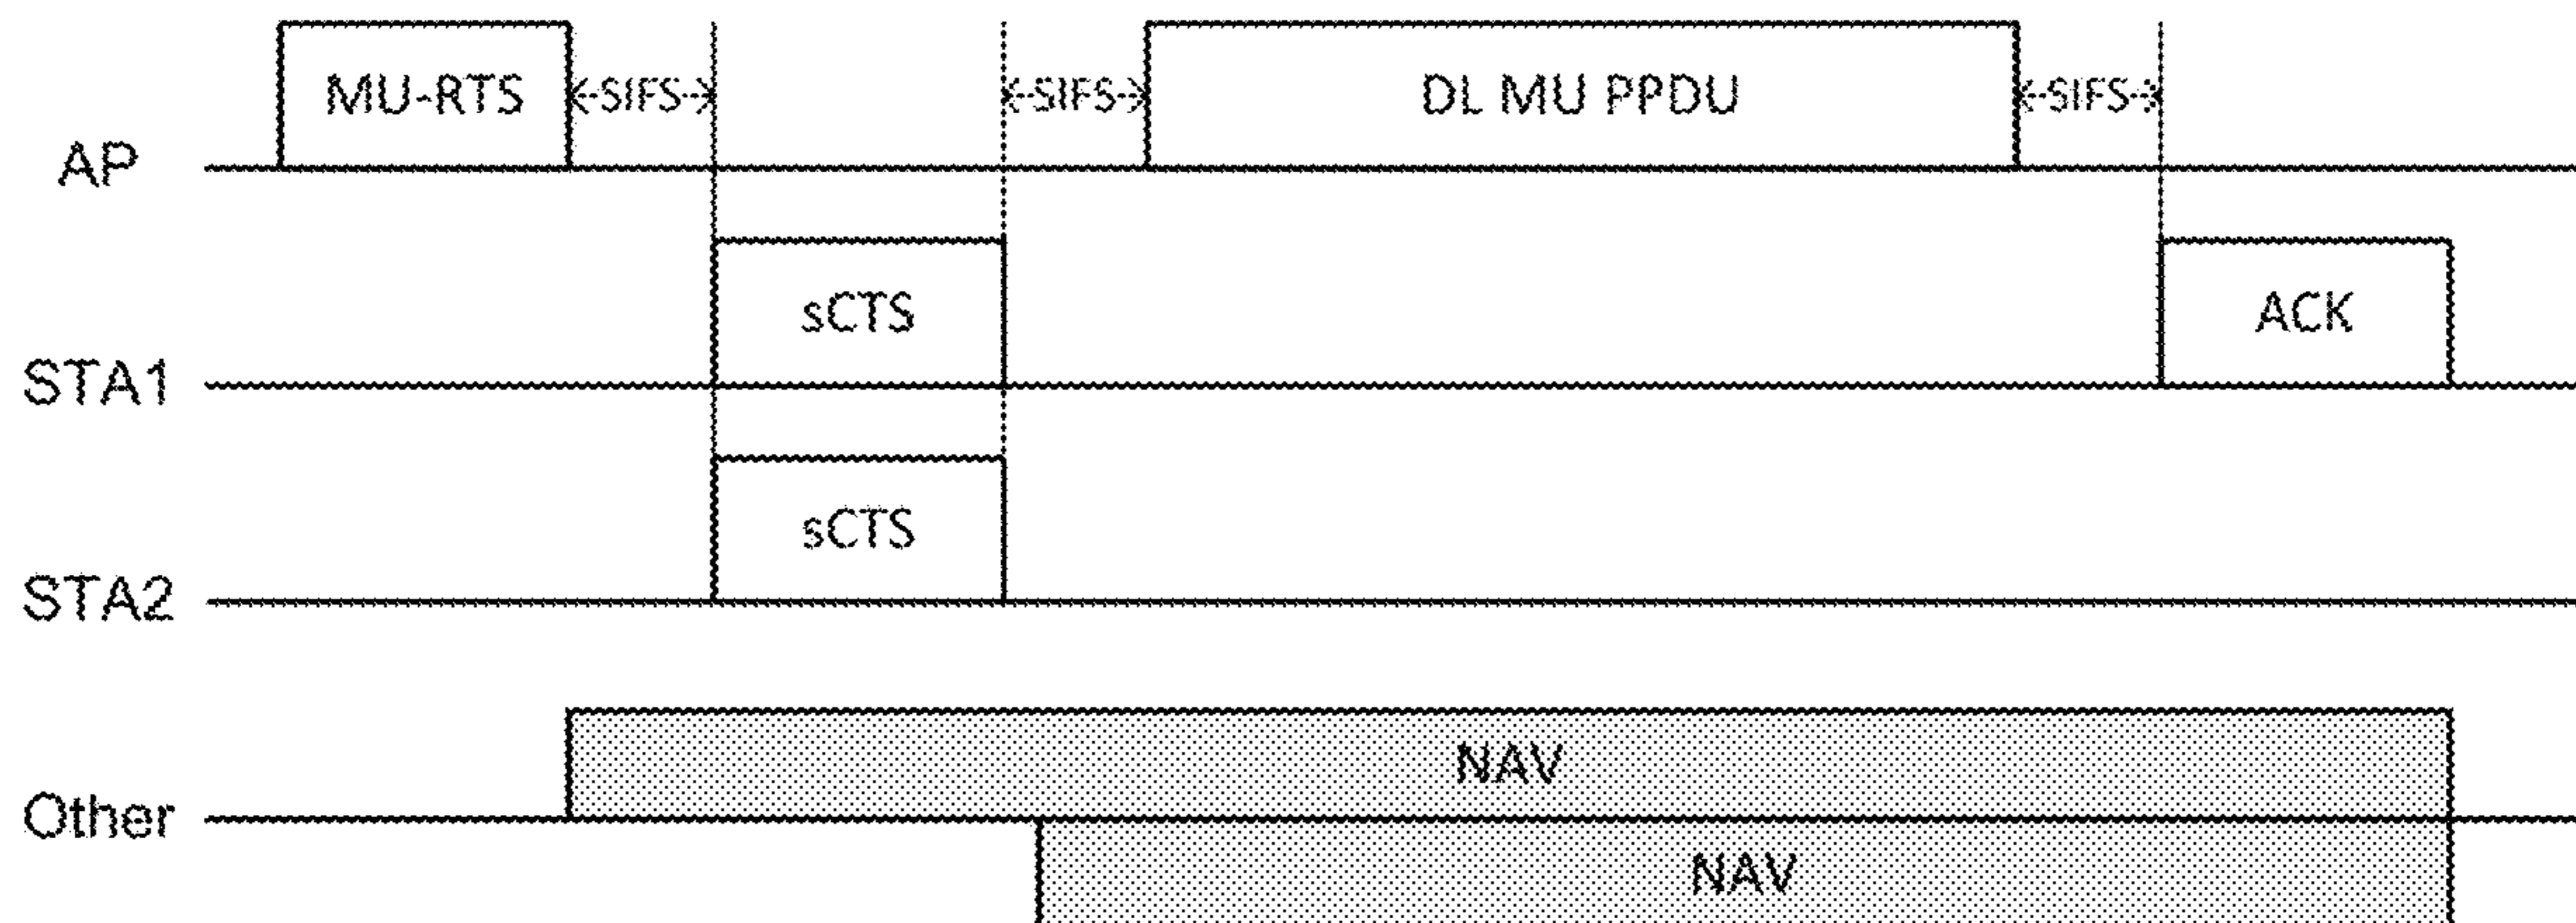 MU-RTS SIFS SIFS DL MU PPDU SIFS
AP
sCTS ACK
STA1
sCTS
STA2
NAV
Other
NAV